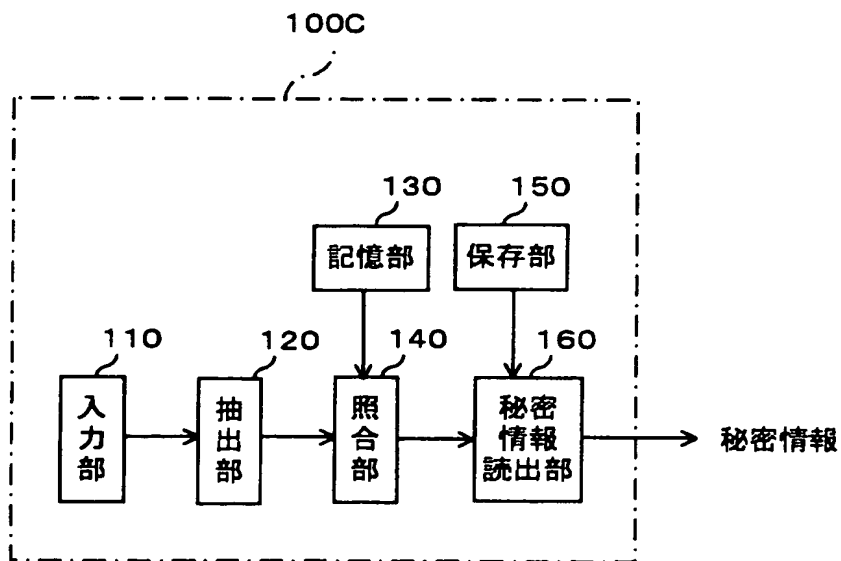 100C
130
150
記憶部
保存部
110
120
140
160
入力部
抽出部
照合部
秘密
情報
読出部
秘密情報